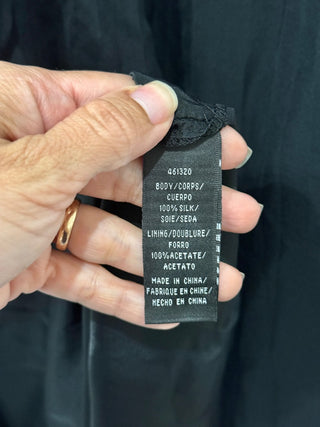 461320
BODY/CORPS/
CUERPO
100%SILK/
SOIE/SEDA
LINING/DOUBLURE/
FORRO
100%ACETATE/
ACETATO
MADE IN CHINA/
FABRIQUE EN CHINE/
HECHO EN CHINA